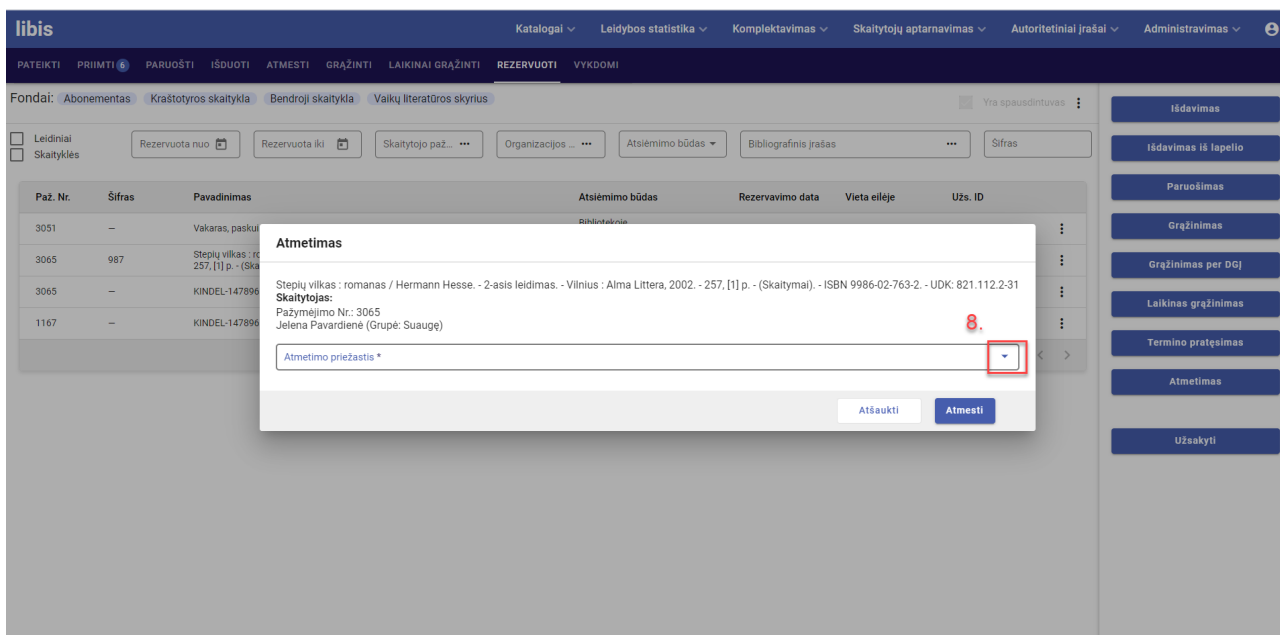 libis
Katalogai Leidybos statistika Komplektavimas Skaitytojų aptarnavimas Autoritetiniai įrašai Administravimas
PATEIKTI PRIIMTI 6 PARUOŠTI IŠDUOTI ATMESTI GRĄŽINTI LAIKINAI GRĄŽINTI REZERVUOTI VYKDOMI
Fondai: Abonementas Kraštotyros skaitykla Bendroji skaitykla Vaikų literatūros skyrius Yra spausdintuvas
Leidiniai
Skaityklės
Rezervuota nuo Rezervuota iki Skaitytojo paž... Organizacijos ... Atsiėmimo būdas Bibliografinis įrašas Šifras
Paž. Nr. Šifras Pavadinimas Atsiėmimo būdas Rezervavimo data Vieta eilėje Užs. ID
3051 – Vakaras, paskui Bibliotekoje
3065 987 Stepių vilkas : ro
257, [1] p. - (Ska
3065 – KINDEL-147896
1167 – KINDEL-147896
Atmetimas
Stepių vilkas : romanas / Hermann Hesse. - 2-asis leidimas. - Vilnius : Alma Littera, 2002. - 257, [1] p. - (Skaitymai). - ISBN 9986-02-763-2. - UDK: 821.112.2-31
Skaitytojas:
Pažymėjimo Nr.: 3065
Jelena Pavardienė (Grupė: Suaugę)
8.
Atmetimo priežastis *
Atšaukti Atmesti
Išdavimas
Išdavimas iš lapelio
Paruošimas
Grąžinimas
Grąžinimas per DGĮ
Laikinas grąžinimas
Termino pratęsimas
Atmetimas
Užsakyti